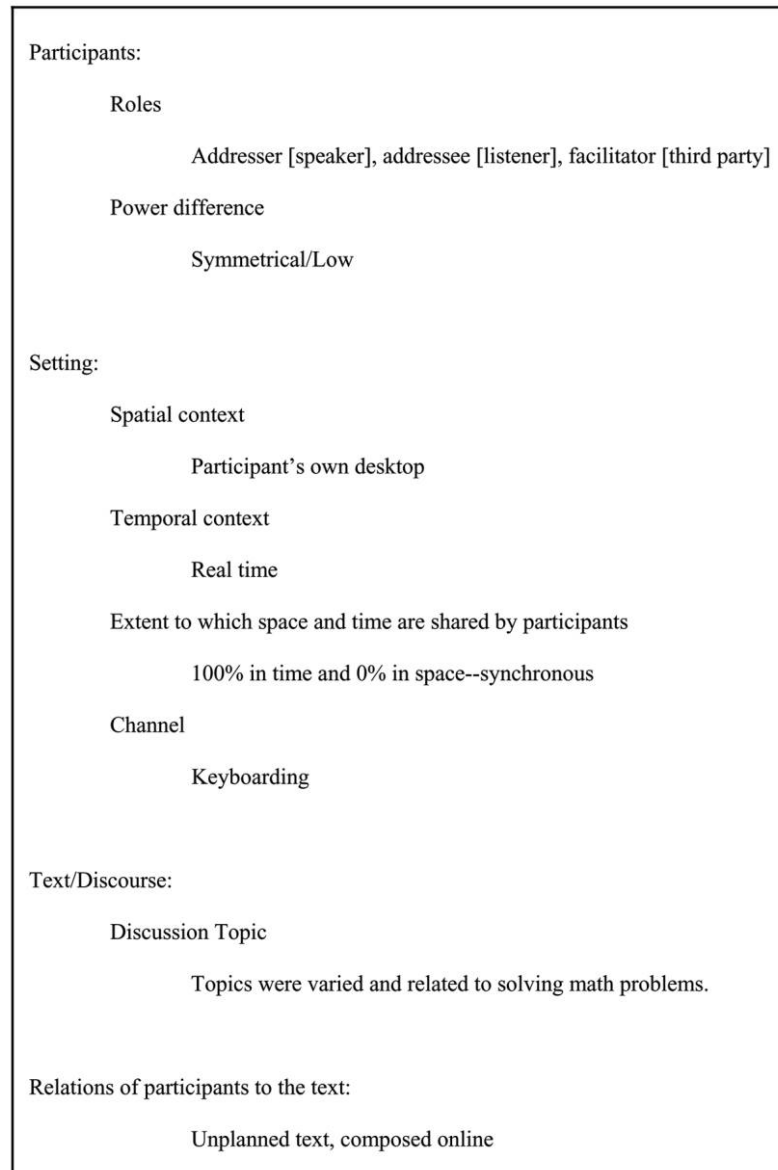 Participants:
Roles
Addresser [speaker], addressee [listener], facilitator [third party]
Power difference
Symmetrical/Low
Setting:
Spatial context
Participant’s own desktop
Temporal context
Real time
Extent to which space and time are shared by participants
100% in time and 0% in space--synchronous
Channel
Keyboarding
Text/Discourse:
Discussion Topic
Topics were varied and related to solving math problems.
Relations of participants to the text:
Unplanned text, composed online